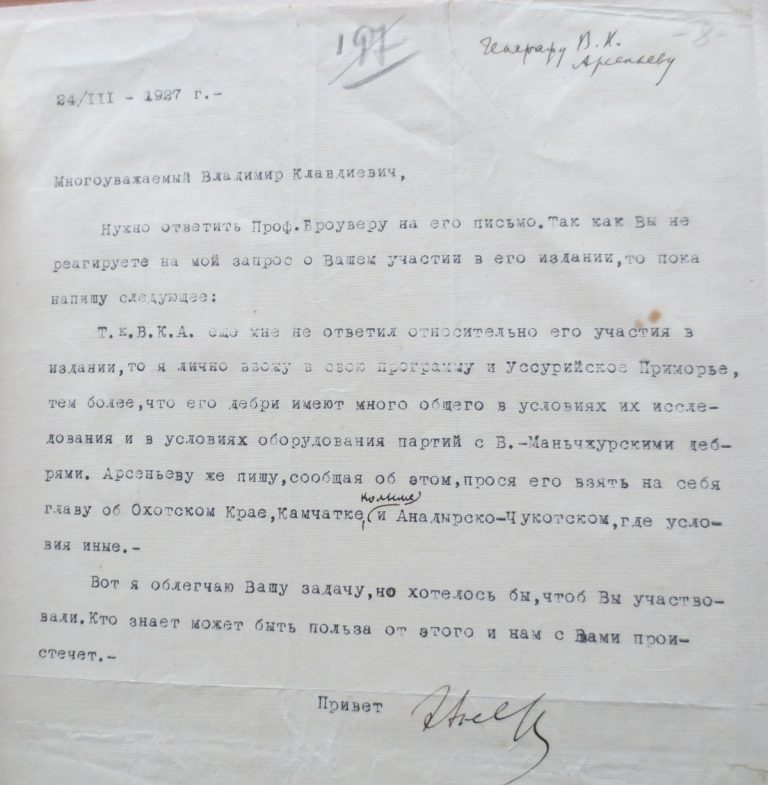 197
В. К.
Арсеньеву
-8-
24/III - 1927 г.-
Многоуважаемый Владимир Клавдиевич,
Нужно ответить Проф.Броуверу на его письмо.Так как Вы не
реагируете на мой запрос о Вашем участии в его издании,то пока
напишу следующее:
Т.к.В.К.А. еще мне не ответил относительно его участия в
издании,то я лично ввожу в свою программу и Уссурийское Приморье,
тем более,что его дебри имеют много общего в условиях их иссле-
дования и в условиях оборудования партий с В.-Маньчжурскими деб-
рями. Арсеньеву же пишу,сообщая об этом,прося его взять на себя
колыме
главу об Охотском Крае,Камчатке, и Анадырско-Чукотском,где усло-
вия иные.-
Вот я облегчаю Вашу задачу,но хотелось бы,чтоб Вы участво-
вали.Кто знает может быть польза от этого и нам с Вами прои-
стечет.-
Привет